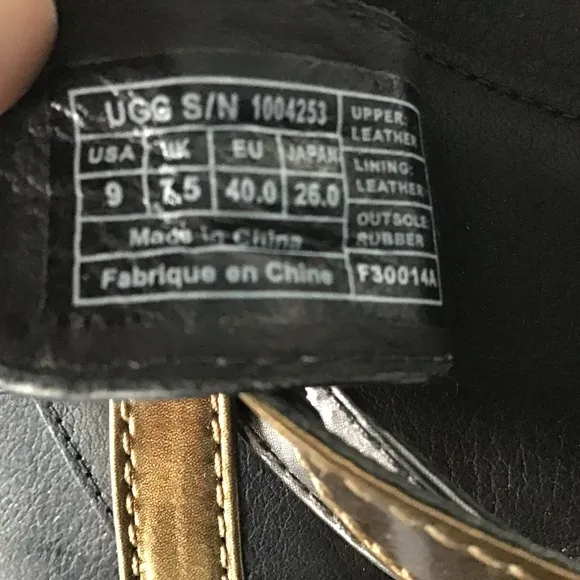 UGG S/N 1004253
USA UK EU JAPAN
9 7.5 40.0 26.0
Made in China
Fabrique en Chine
UPPER:
LEATHER
LINING:
LEATHER
OUTSOLE
RUBBER
F30014A